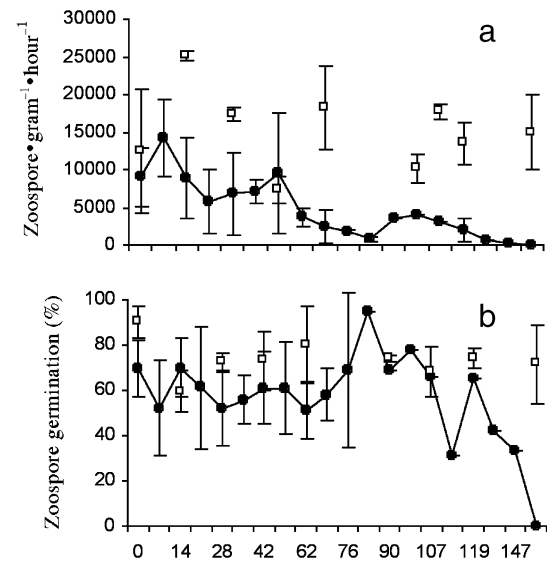 a
Zoospore•gram⁻¹•hour⁻¹
30000
25000
20000
15000
10000
5000
0
b
Zoospore germination (%)
100
80
60
40
20
0
0 14 28 42 62 76 90 107 119 147